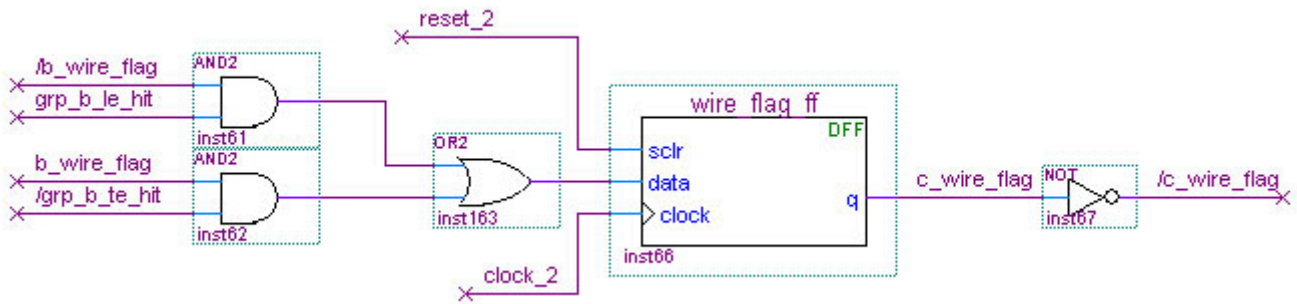 reset_2
/b_wire_flag
AND2
grp_b_le_hit
inst61
wire_flag_ff
DFF
b_wire_flag
AND2
OR2
sclr
/grp_b_te_hit
data
c_wire_flag
NOT
/c_wire_flag
inst62
inst163
clock
q
inst67
inst66
clock_2